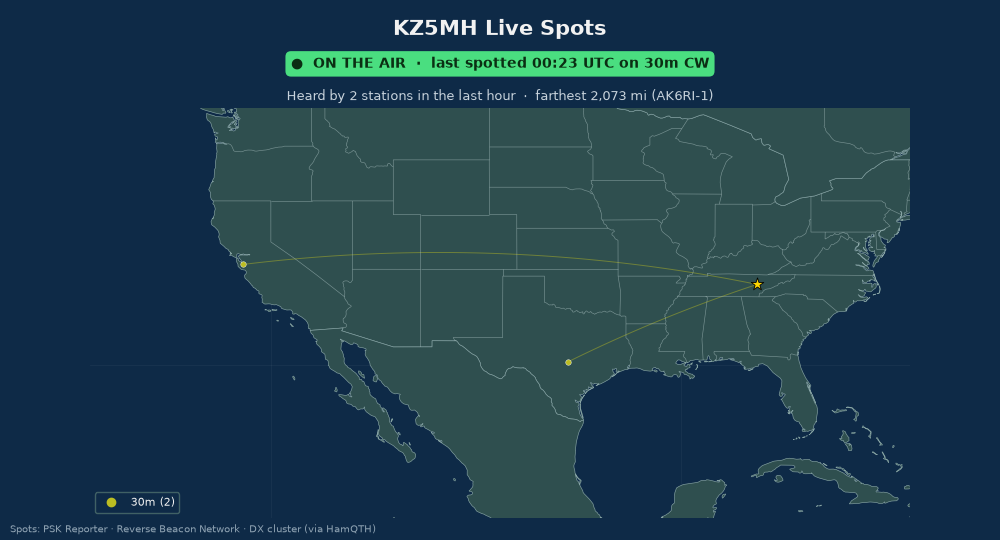 KZ5MH Live Spots
● ON THE AIR · last spotted 00:23 UTC on 30m CW
Heard by 2 stations in the last hour · farthest 2,073 mi (AK6RI-1)
30m (2)
Spots: PSK Reporter · Reverse Beacon Network · DX cluster (via HamQTH)